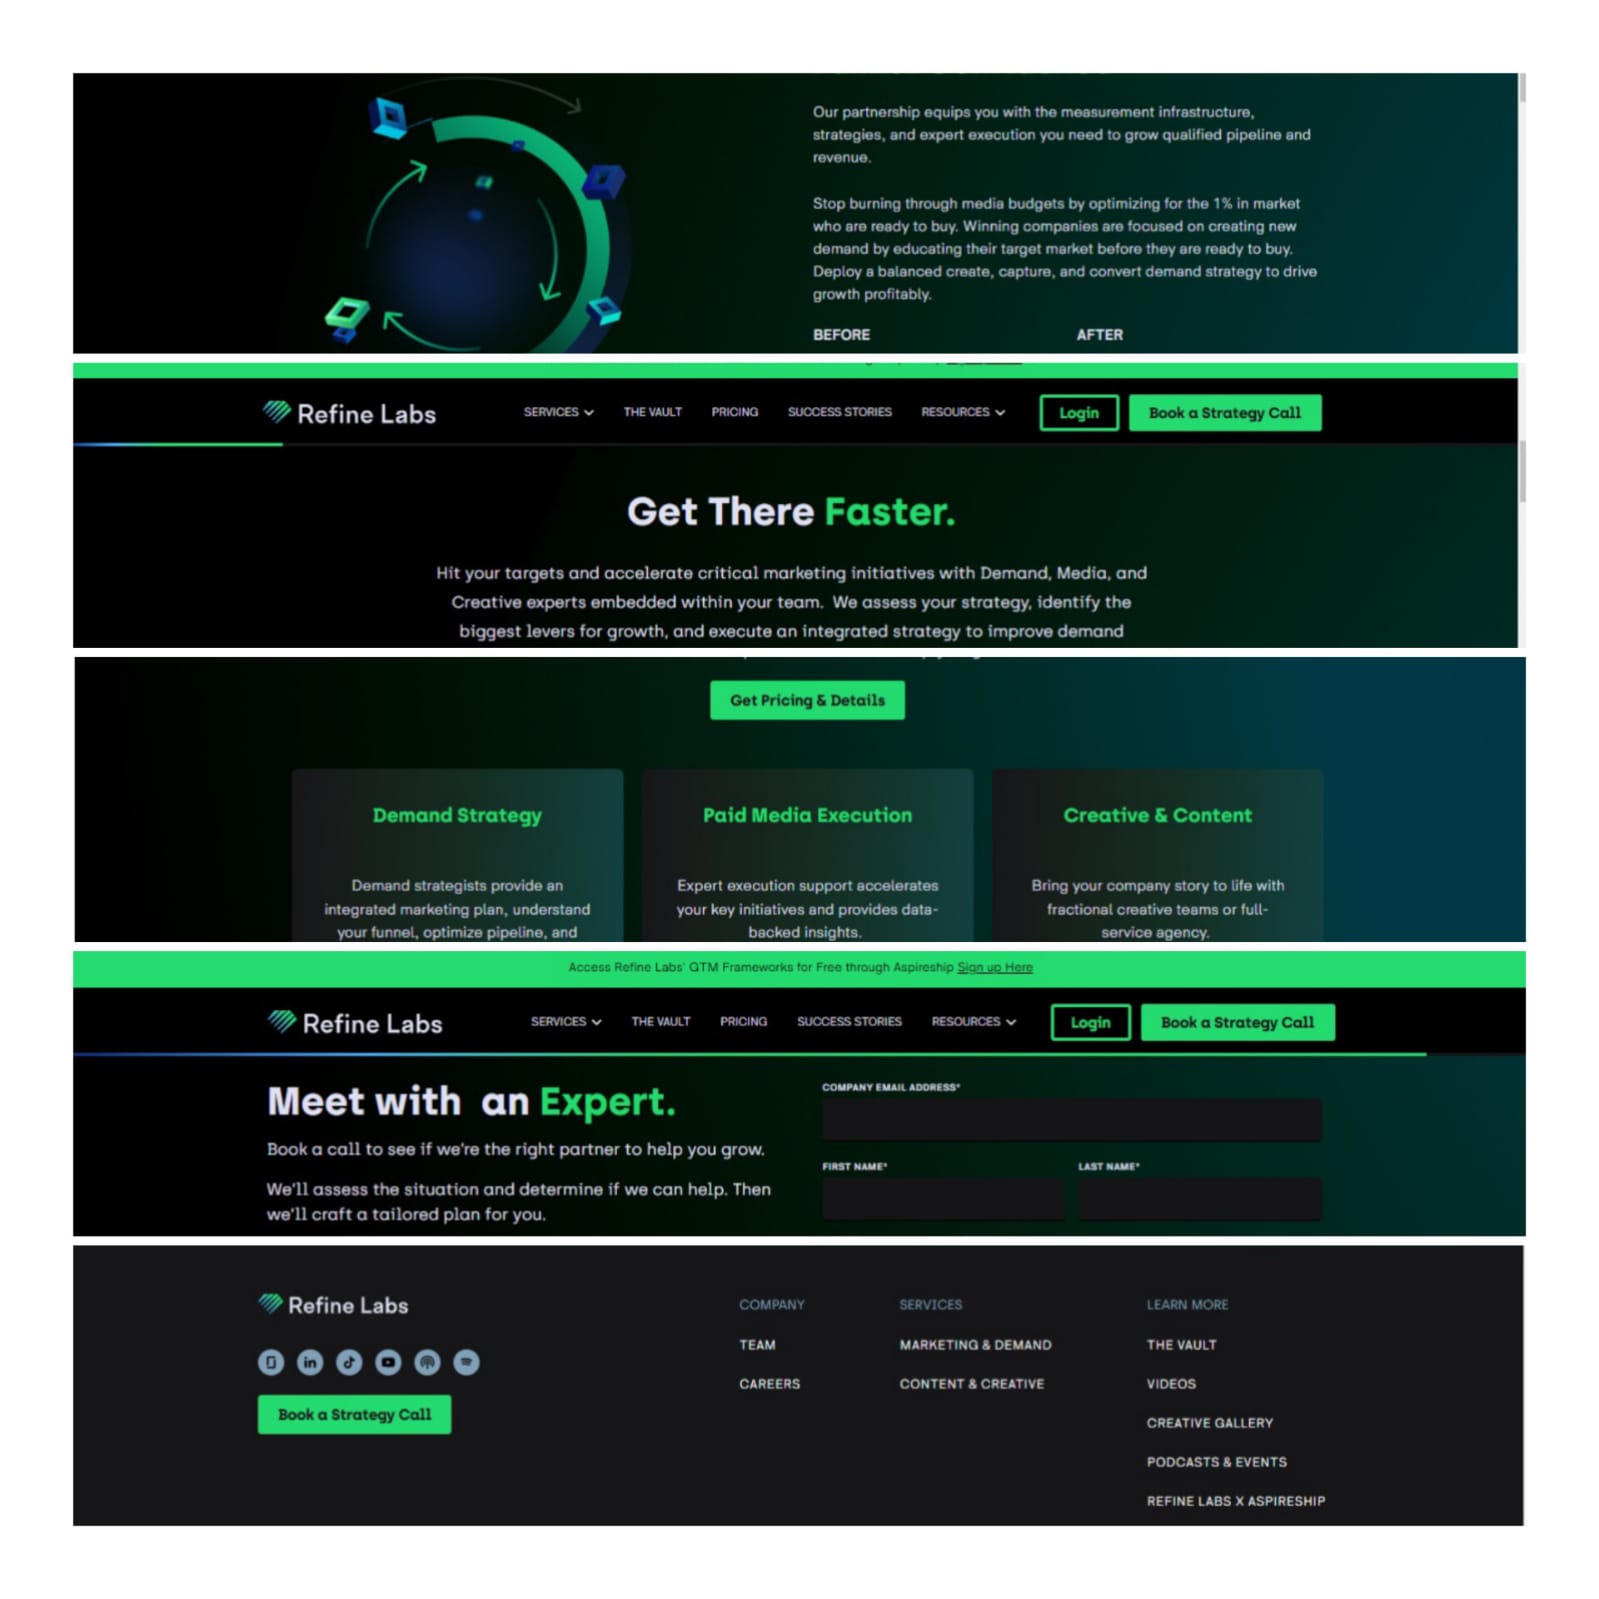 Our partnership equips you with the measurement infrastructure,
strategies, and expert execution you need to grow qualified pipeline and
revenue.
Stop burning through media budgets by optimizing for the 1% in market
who are ready to buy. Winning companies are focused on creating new
demand by educating their target market before they are ready to buy.
Deploy a balanced create, capture, and convert demand strategy to drive
growth profitably.
BEFORE AFTER
Refine Labs SERVICES THE VAULT PRICING SUCCESS STORIES RESOURCES Login Book a Strategy Call
Get There Faster.
Hit your targets and accelerate critical marketing initiatives with Demand, Media, and
Creative experts embedded within your team. We assess your strategy, identify the
biggest levers for growth, and execute an integrated strategy to improve demand
Get Pricing & Details
Demand Strategy
Demand strategists provide an
integrated marketing plan, understand
your funnel, optimize pipeline, and
Paid Media Execution
Expert execution support accelerates
your key initiatives and provides data-
backed insights.
Creative & Content
Bring your company story to life with
fractional creative teams or full-
service agency.
Access Refine Labs' GTM Frameworks for Free through Aspireship Sign up Here
Refine Labs SERVICES THE VAULT PRICING SUCCESS STORIES RESOURCES Login Book a Strategy Call
Meet with an Expert.
Book a call to see if we're the right partner to help you grow.
We'll assess the situation and determine if we can help. Then
we'll craft a tailored plan for you.
COMPANY EMAIL ADDRESS*
FIRST NAME* LAST NAME*
Refine Labs
in
Book a Strategy Call
COMPANY
TEAM
CAREERS
SERVICES
MARKETING & DEMAND
CONTENT & CREATIVE
LEARN MORE
THE VAULT
VIDEOS
CREATIVE GALLERY
PODCASTS & EVENTS
REFINE LABS X ASPIRESHIP